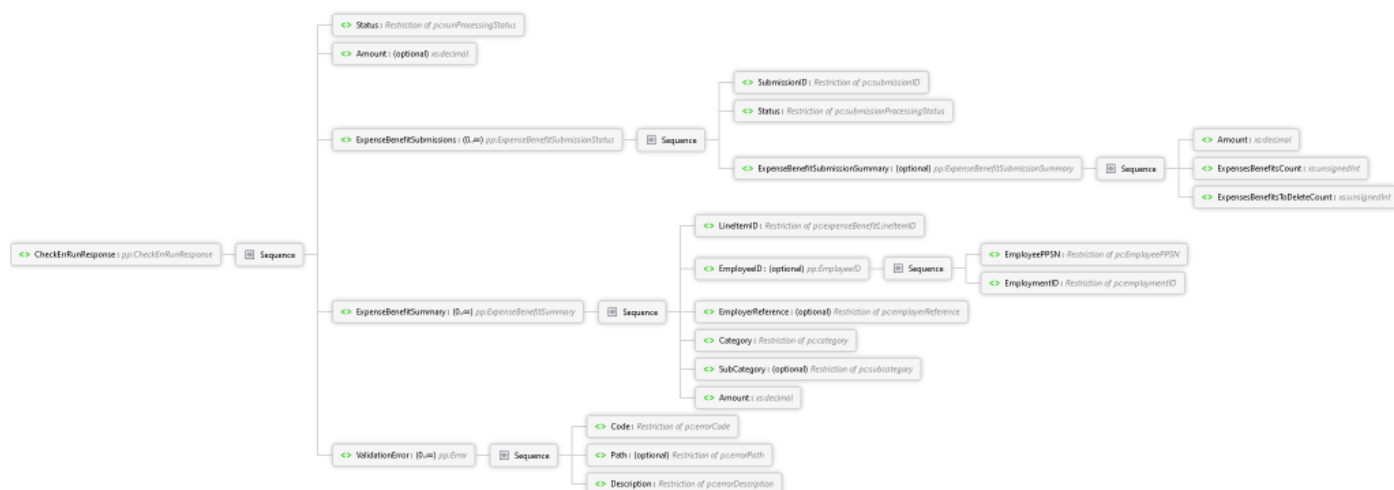 <> Status : Restriction of pc:runProcessingStatus
<> Amount : (optional) xs:decimal
<> SubmissionID : Restriction of pc:submissionID
<> Status : Restriction of pc:submissionProcessingStatus
<> ExpenseBenefitSubmissions : (0..∞) pp:ExpenseBenefitSubmissionStatus
Sequence
<> Amount : xs:decimal
<> ExpenseBenefitSubmissionSummary : (optional) pp:ExpenseBenefitSubmissionSummary
Sequence
<> ExpensesBenefitsCount : xs:unsignedInt
<> ExpensesBenefitsToDeleteCount : xs:unsignedInt
<> LineItemID : Restriction of pc:expenseBenefitLineItemID
<> CheckErrRunResponse : pp:CheckErrRunResponse
Sequence
<> EmployeeID : (optional) pp:EmployeeID
Sequence
<> EmployeePPSN : Restriction of pc:EmployeePPSN
<> EmploymentID : Restriction of pc:employmentID
<> ExpenseBenefitSummary : (0..∞) pp:ExpenseBenefitSummary
Sequence
<> EmployerReference : (optional) Restriction of pc:employerReference
<> Category : Restriction of pc:category
<> SubCategory : (optional) Restriction of pc:subcategory
<> Amount : xs:decimal
<> Code : Restriction of pc:errorCode
<> ValidationError : (0..∞) pp:Error
Sequence
<> Path : (optional) Restriction of pc:errorPath
<> Description : Restriction of pc:errorDescription